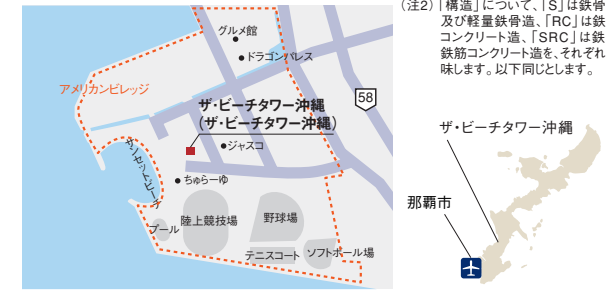 グルメ館
ドラゴンパレス
アメリカンビレッジ
58
ザ・ビーチタワー沖縄
(ザ・ビーチタワー沖縄)
ジャスコ
サンセットビーチ
ちゅらーゆ
プール
陸上競技場
野球場
テニスコート
ソフトボール場
(注2)「構造」について、「S」は鉄骨
及び軽量鉄骨造、「RC」は鉄
コンクリート造、「SRC」は鉄
鉄筋コンクリート造を、それぞれ
味します。以下同じとします。
ザ・ビーチタワー沖縄
那覇市